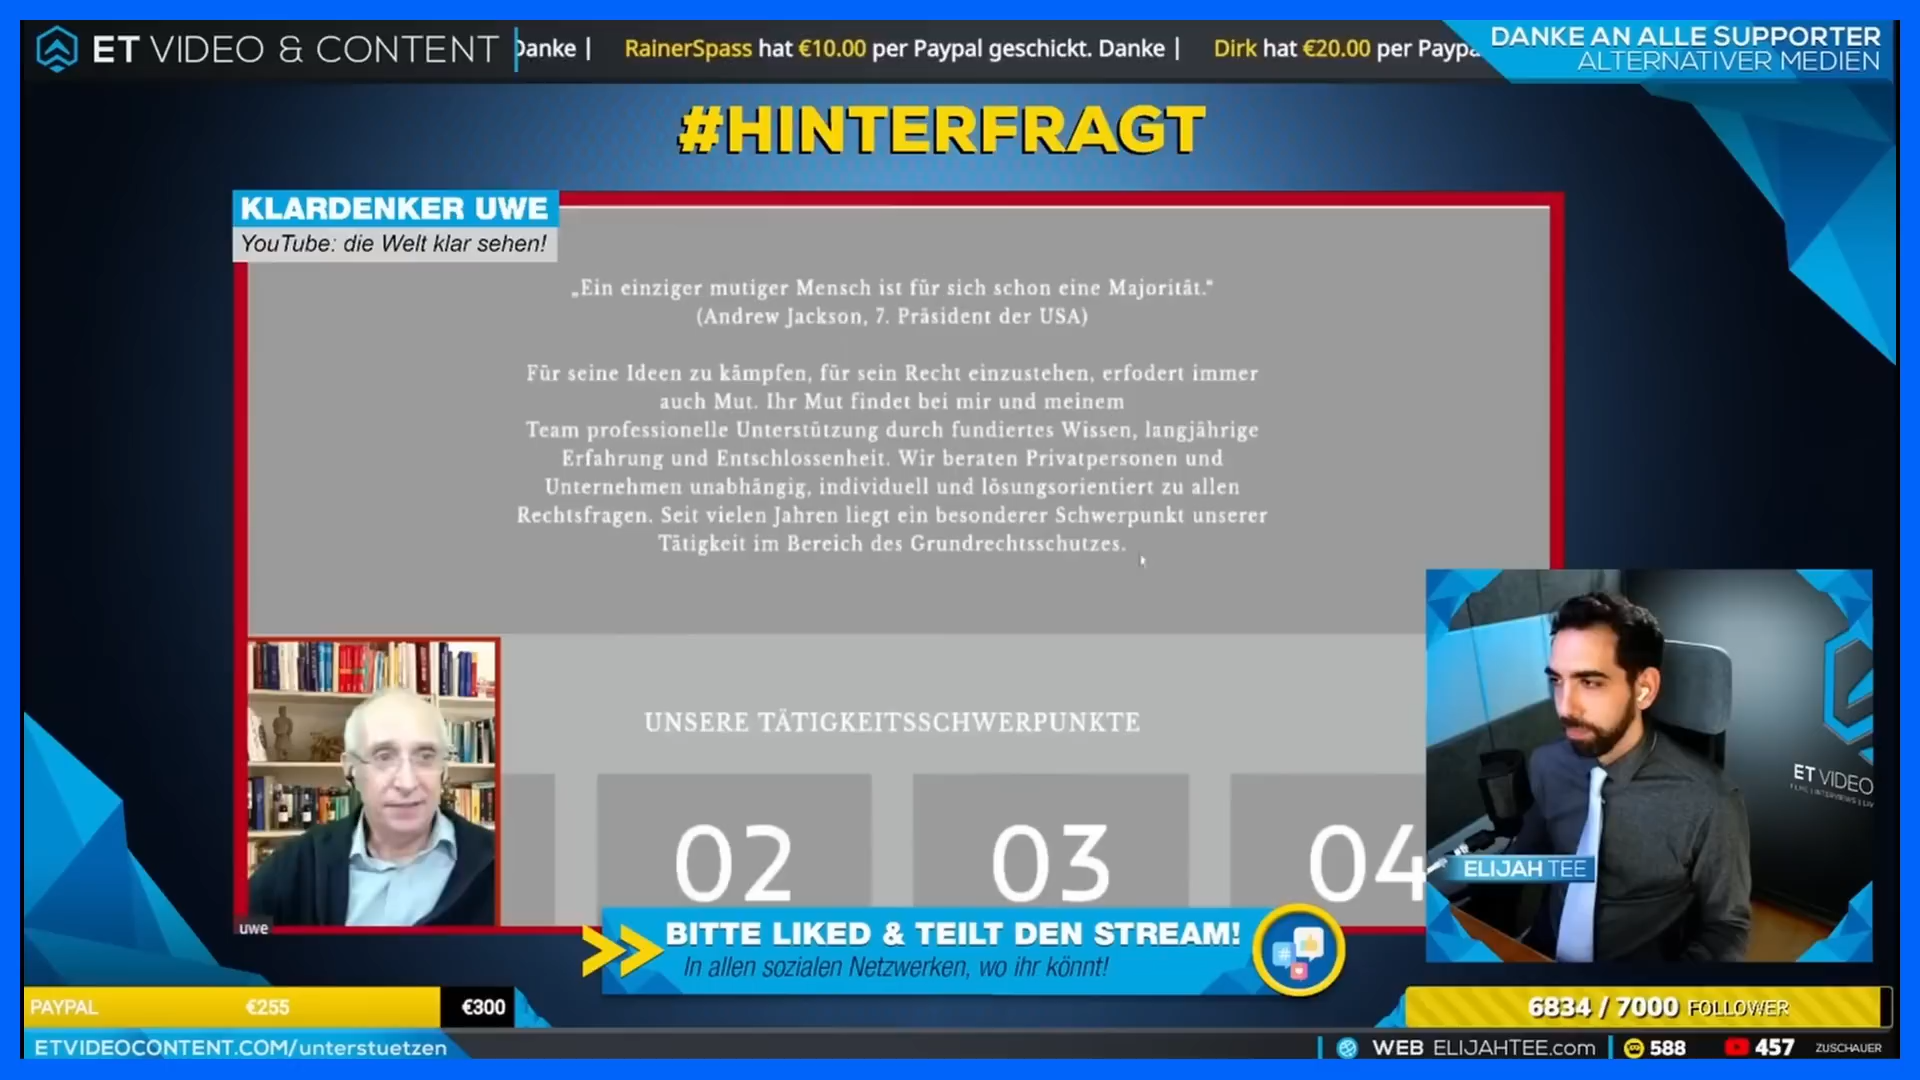 ET VIDEO & CONTENT
Danke | RainerSpass hat €10.00 per Paypal geschickt. Danke | Dirk hat €20.00 per Paypa
DANKE AN ALLE SUPPORTER
ALTERNATIVER MEDIEN
#HINTERFRAGT
KLARDENKER UWE
YouTube: die Welt klar sehen!
„Ein einziger mutiger Mensch ist für sich schon eine Majorität.“
(Andrew Jackson, 7. Präsident der USA)
Für seine Ideen zu kämpfen, für sein Recht einzustehen, erfodert immer
auch Mut. Ihr Mut findet bei mir und meinem
Team professionelle Unterstützung durch fundiertes Wissen, langjährige
Erfahrung und Entschlossenheit. Wir beraten Privatpersonen und
Unternehmen unabhängig, individuell und lösungsorientiert zu allen
Rechtsfragen. Seit vielen Jahren liegt ein besonderer Schwerpunkt unserer
Tätigkeit im Bereich des Grundrechtsschutzes.
UNSERE TÄTIGKEITSSCHWERPUNKTE
02 03 04
ET VIDEO
ELIJAH TEE
uwe
BITTE LIKED & TEILT DEN STREAM!
In allen sozialen Netzwerken, wo ihr könnt!
PAYPAL €255 €300
6834 / 7000 FOLLOWER
ETVIDEOCONTENT.COM/unterstuetzen
WEB ELIJAHTEE.com 588 457 ZUSCHAUER